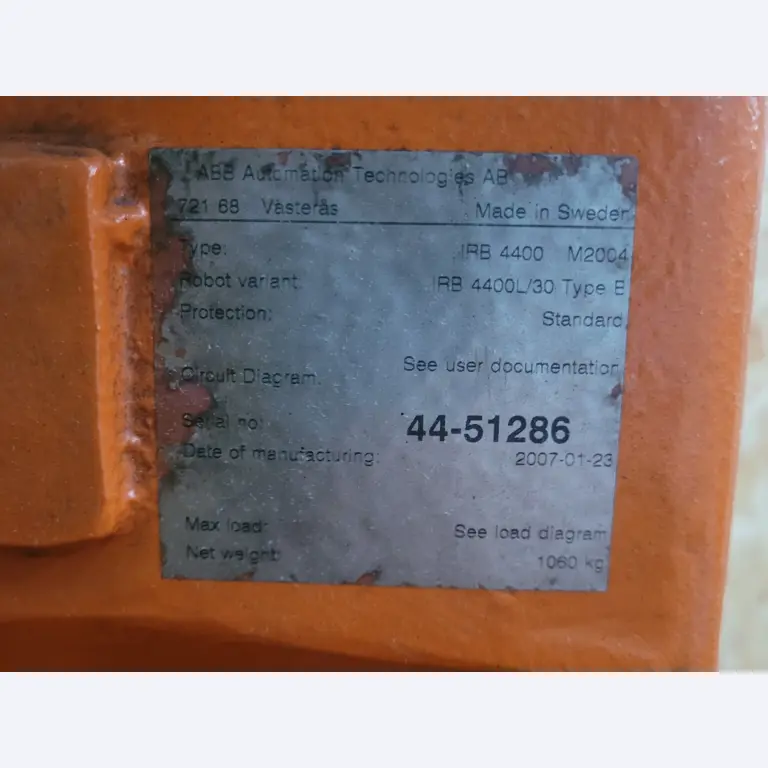 ABB Automation Technologies AB
721 68 Västerås Made in Sweden
Type: IRB 4400 M2004
Robot variant: IRB 4400L/30 Type B
Protection: Standard
Circuit Diagram: See user documentation
Serial no: 44-51286
Date of manufacturing: 2007-01-23
Max load: See load diagram
Net weight: 1060 kg